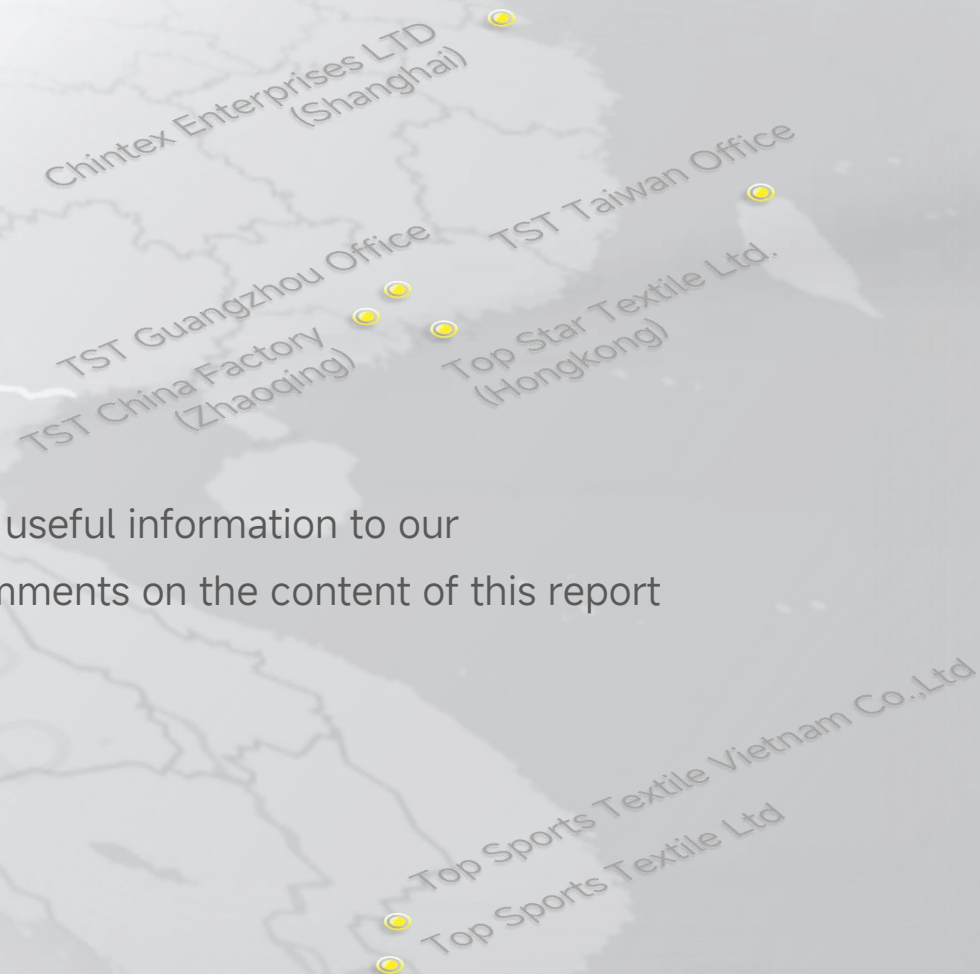 Chintex Enterprises LTD
(Shanghai)
TST Taiwan Office
TST Guangzhou Office
Top Star Textile Ltd.
(Hongkong)
TST China Factory
(Zhaoqing)
useful information to our
mments on the content of this report
Top Sports Textile Vietnam Co.,Ltd
Top Sports Textile Ltd